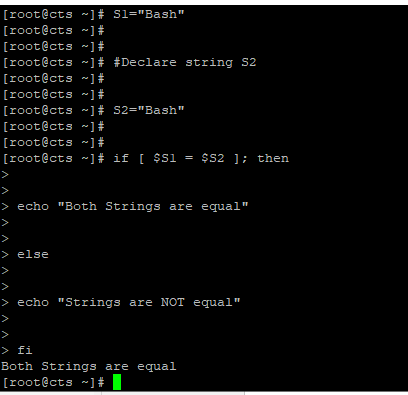 [root@cts ~]# S1="Bash"
[root@cts ~]#
[root@cts ~]#
[root@cts ~]# #Declare string S2
[root@cts ~]#
[root@cts ~]#
[root@cts ~]# S2="Bash"
[root@cts ~]#
[root@cts ~]#
[root@cts ~]# if [ $S1 = $S2 ]; then
>
>
> echo "Both Strings are equal"
>
>
> else
>
>
> echo "Strings are NOT equal"
>
>
> fi
Both Strings are equal
[root@cts ~]#